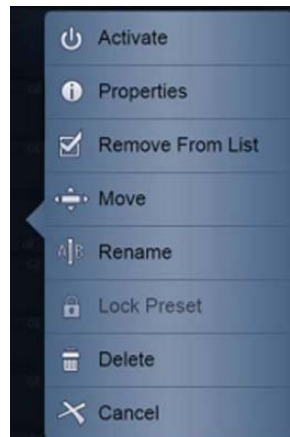 Activate
Properties
Remove From List
Move
A B Rename
Lock Preset
Delete
Cancel